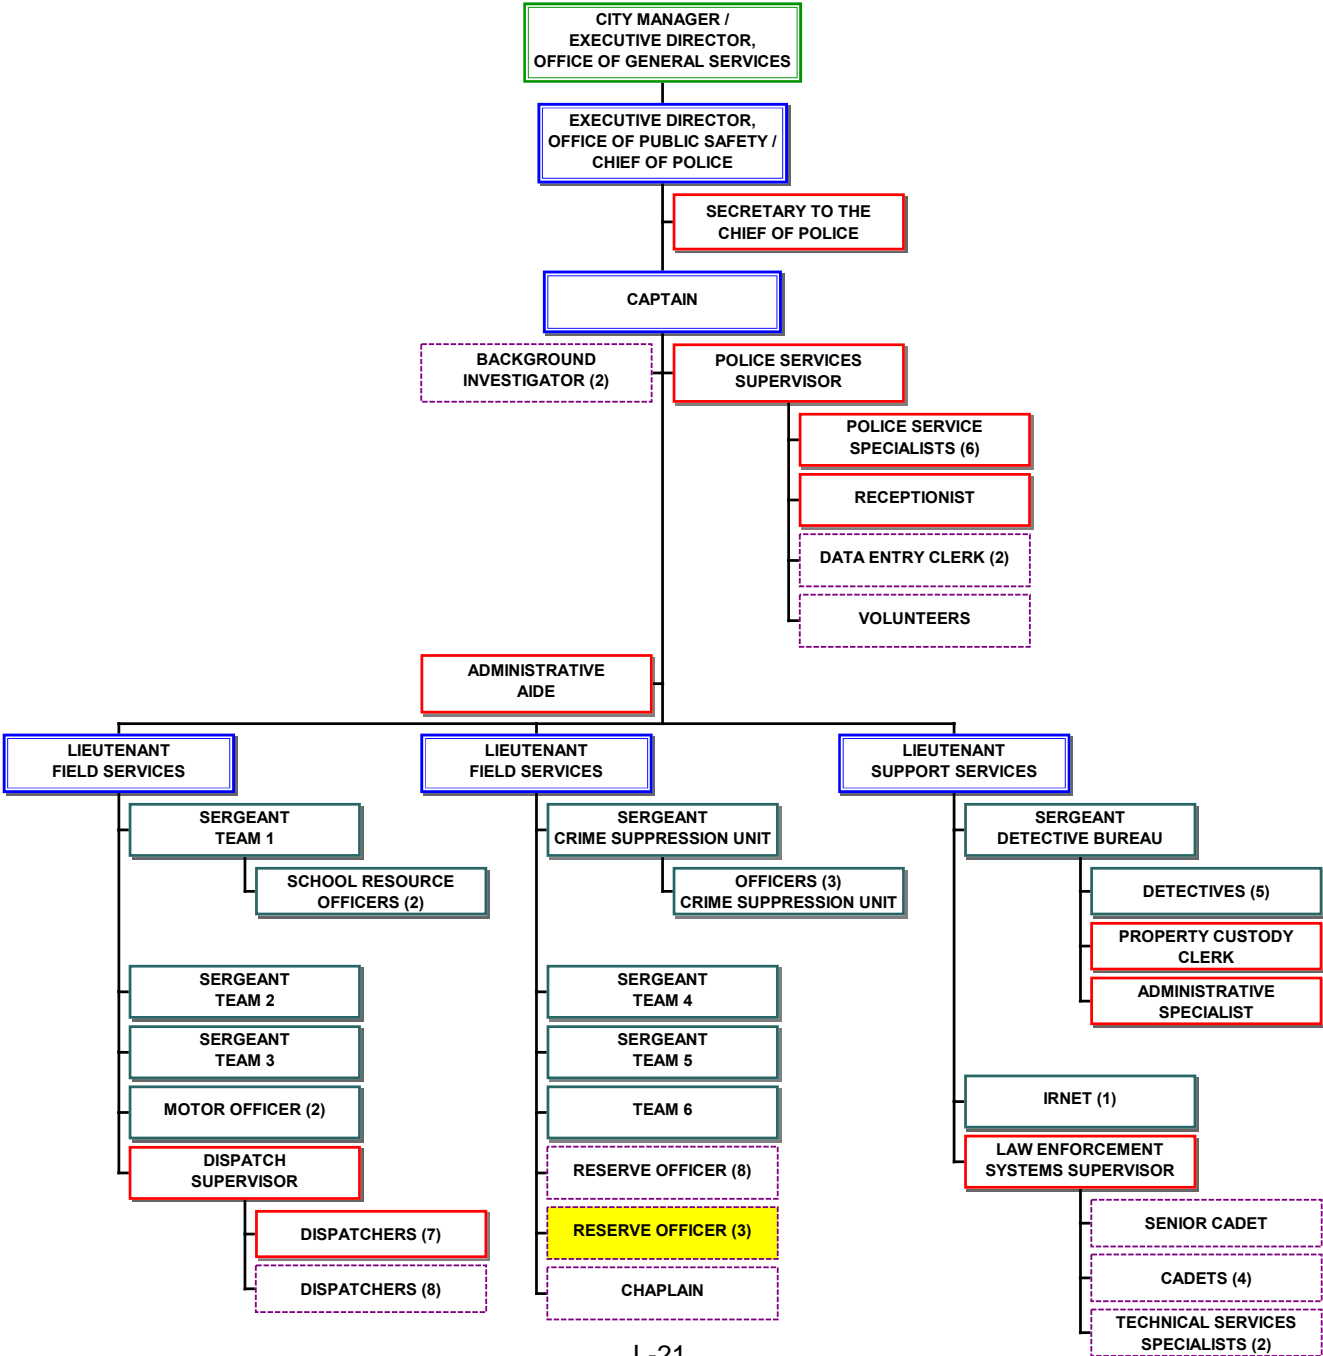 CITY MANAGER /
EXECUTIVE DIRECTOR,
OFFICE OF GENERAL SERVICES
EXECUTIVE DIRECTOR,
OFFICE OF PUBLIC SAFETY /
CHIEF OF POLICE
SECRETARY TO THE
CHIEF OF POLICE
CAPTAIN
BACKGROUND
INVESTIGATOR (2)
POLICE SERVICES
SUPERVISOR
POLICE SERVICE
SPECIALISTS (6)
RECEPTIONIST
DATA ENTRY CLERK (2)
VOLUNTEERS
ADMINISTRATIVE
AIDE
LIEUTENANT
FIELD SERVICES
SERGEANT
TEAM 1
SCHOOL RESOURCE
OFFICERS (2)
SERGEANT
TEAM 2
SERGEANT
TEAM 3
MOTOR OFFICER (2)
DISPATCH
SUPERVISOR
DISPATCHERS (7)
DISPATCHERS (8)
LIEUTENANT
FIELD SERVICES
SERGEANT
CRIME SUPPRESSION UNIT
OFFICERS (3)
CRIME SUPPRESSION UNIT
SERGEANT
TEAM 4
SERGEANT
TEAM 5
TEAM 6
RESERVE OFFICER (8)
RESERVE OFFICER (3)
CHAPLAIN
LIEUTENANT
SUPPORT SERVICES
SERGEANT
DETECTIVE BUREAU
DETECTIVES (5)
PROPERTY CUSTODY
CLERK
ADMINISTRATIVE
SPECIALIST
IRNET (1)
LAW ENFORCEMENT
SYSTEMS SUPERVISOR
SENIOR CADET
CADETS (4)
TECHNICAL SERVICES
SPECIALISTS (2)